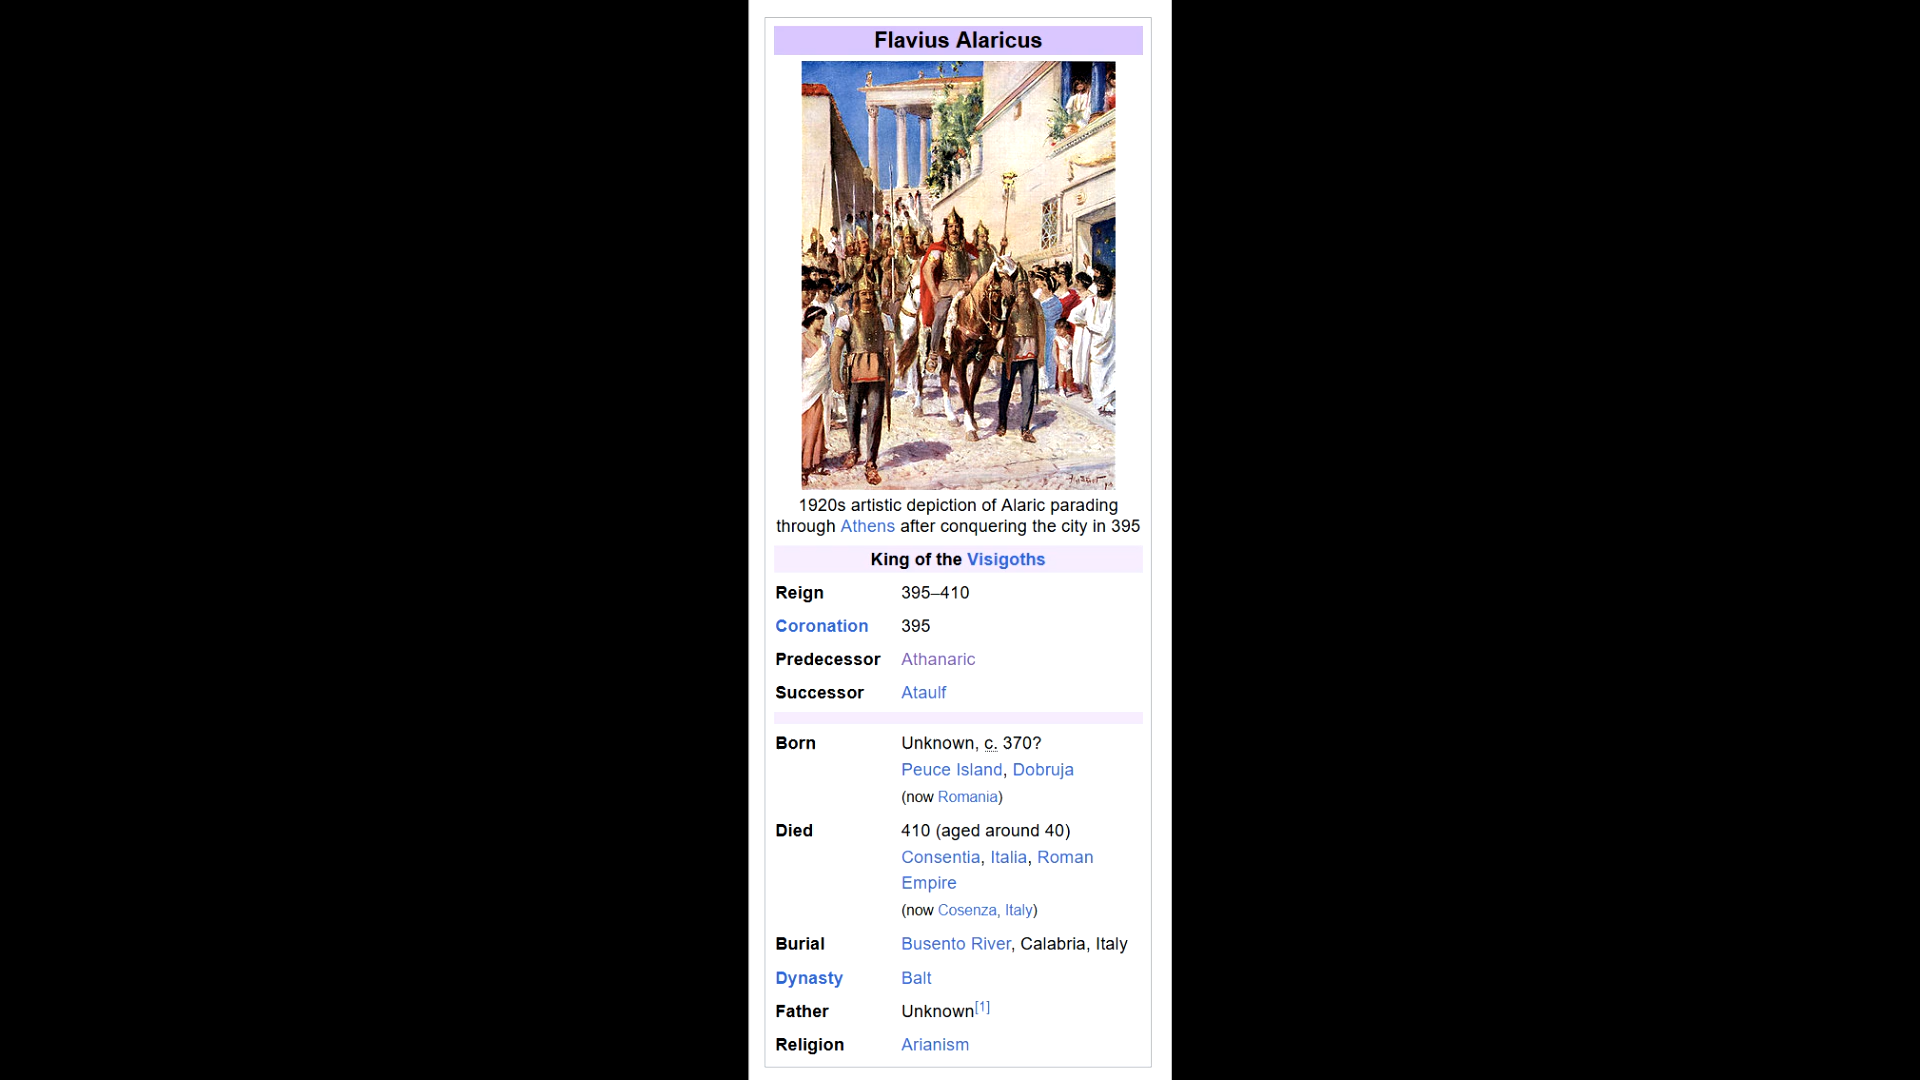 Flavius Alaricus
1920s artistic depiction of Alaric parading
through Athens after conquering the city in 395
King of the Visigoths
Reign 395–410
Coronation 395
Predecessor Athanaric
Successor Ataulf
Born Unknown, c. 370?
Peuce Island, Dobruja
(now Romania)
Died 410 (aged around 40)
Consentia, Italia, Roman
Empire
(now Cosenza, Italy)
Burial Busento River, Calabria, Italy
Dynasty Balt
Father Unknown[1]
Religion Arianism